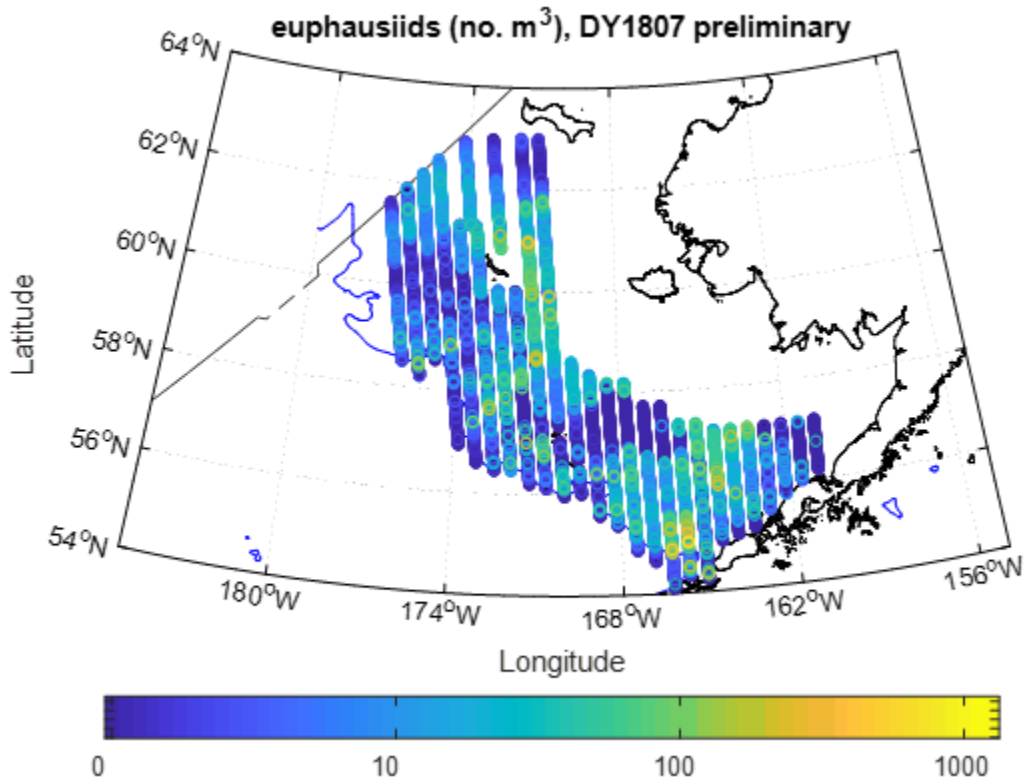 euphausiids (no. m³), DY1807 preliminary
64°N
62°N
60°N
58°N
56°N
54°N
Latitude
180°W
174°W
168°W
162°W
156°W
Longitude
0
10
100
1000